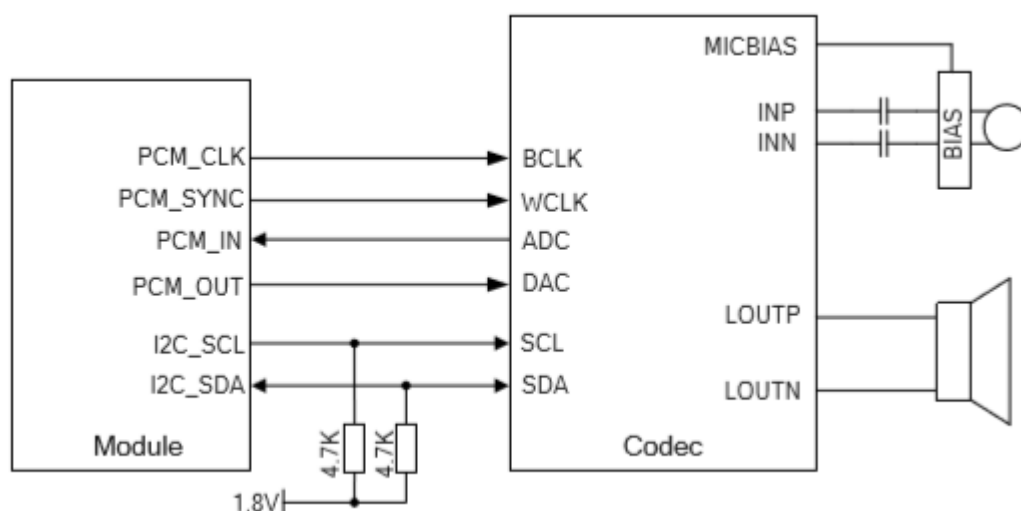 MICBIAS
INP
INN
BIAS
PCM_CLK
BCLK
PCM_SYNC
WCLK
PCM_IN
ADC
PCM_OUT
DAC
LOUTP
I2C_SCL
SCL
I2C_SDA
SDA
LOUTN
Module
4.7K
4.7K
Codec
1.8V